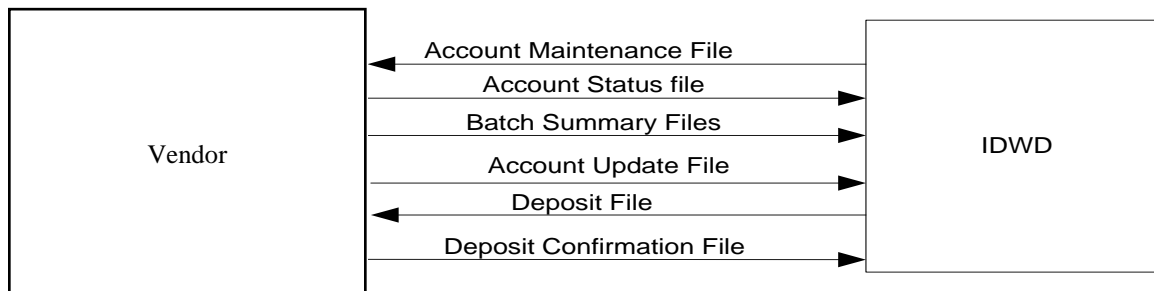 Account Maintenance File
Account Status file
Batch Summary Files
Vendor
IDWD
Account Update File
Deposit File
Deposit Confirmation File